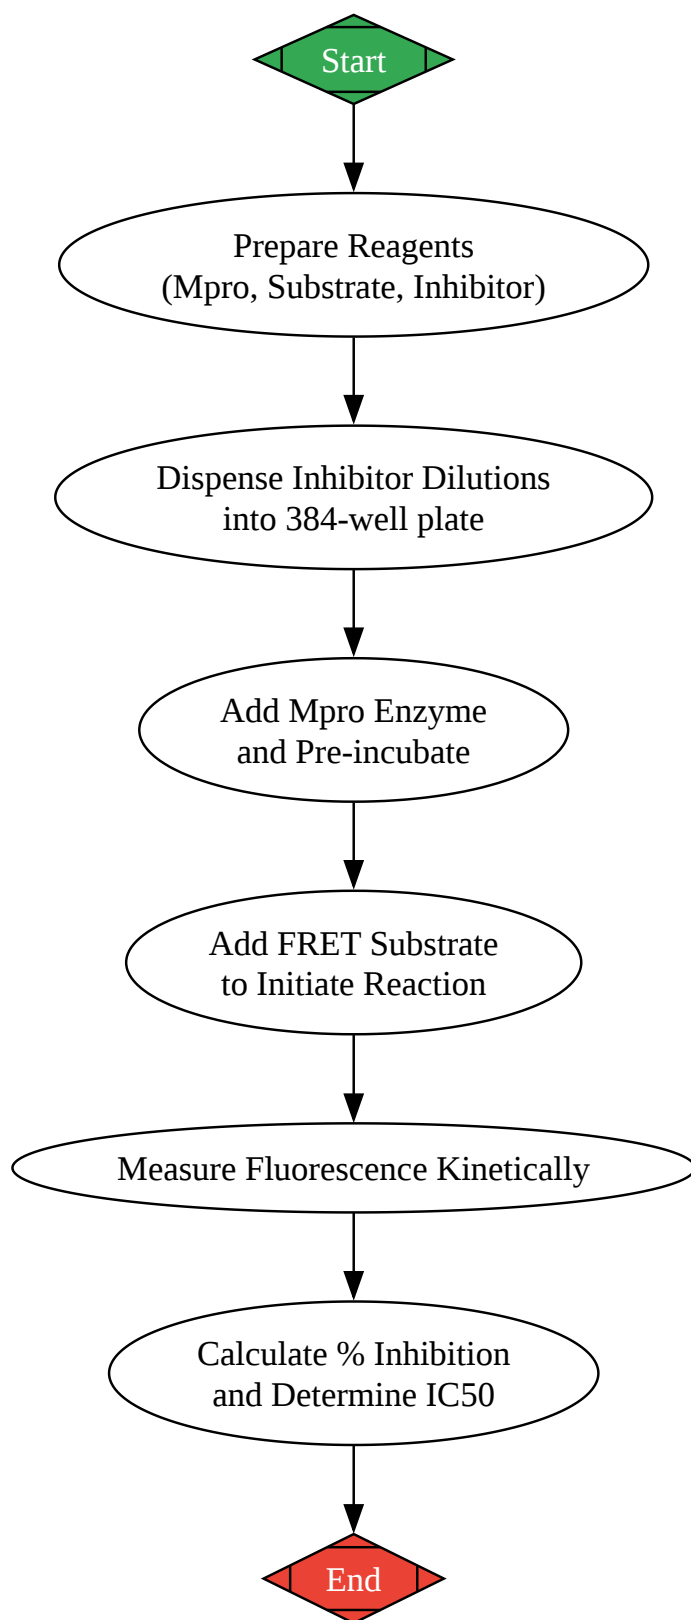 Start
Prepare Reagents
(Mpro, Substrate, Inhibitor)
Dispense Inhibitor Dilutions
into 384-well plate
Add Mpro Enzyme
and Pre-incubate
Add FRET Substrate
to Initiate Reaction
Measure Fluorescence Kinetically
Calculate % Inhibition
and Determine IC50
End